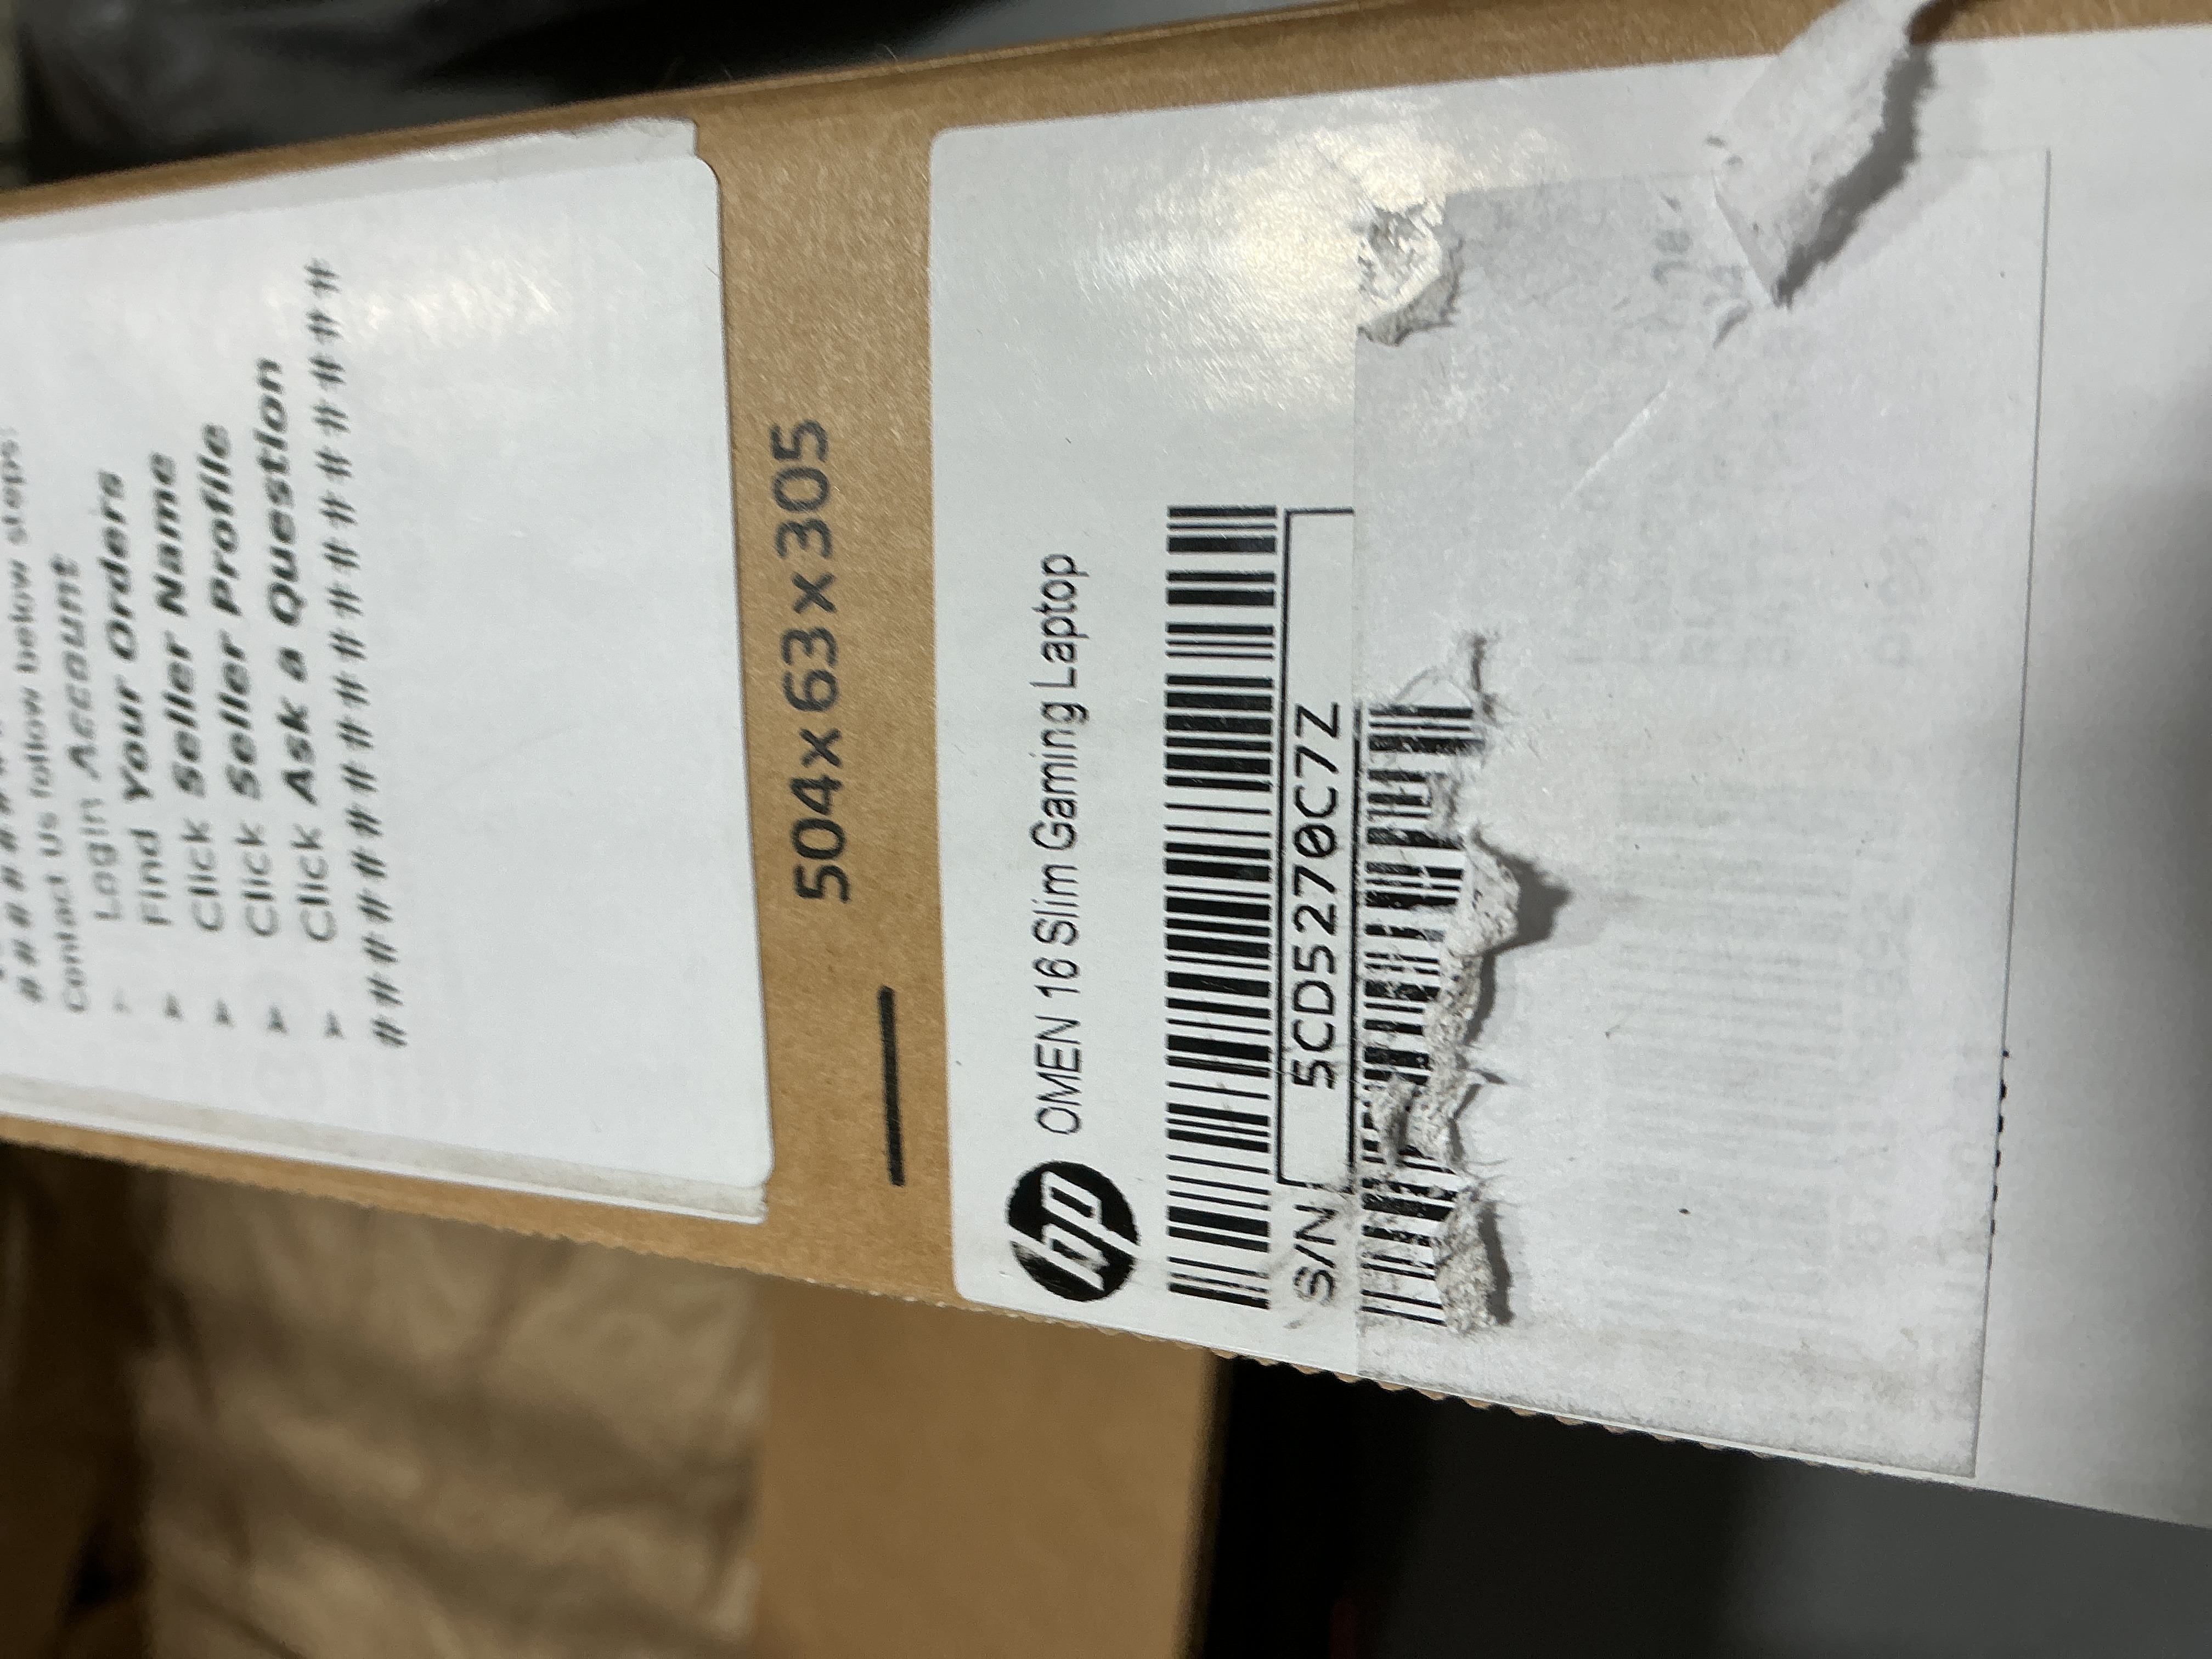 contact us follow below steps:
Login Account
Find Your Orders
Click Seller Name
Click Seller Profile
Click Ask a Question
####################
504x63x305
hp
OMEN 16 Slim Gaming Laptop
S/N
5CD5270C7Z